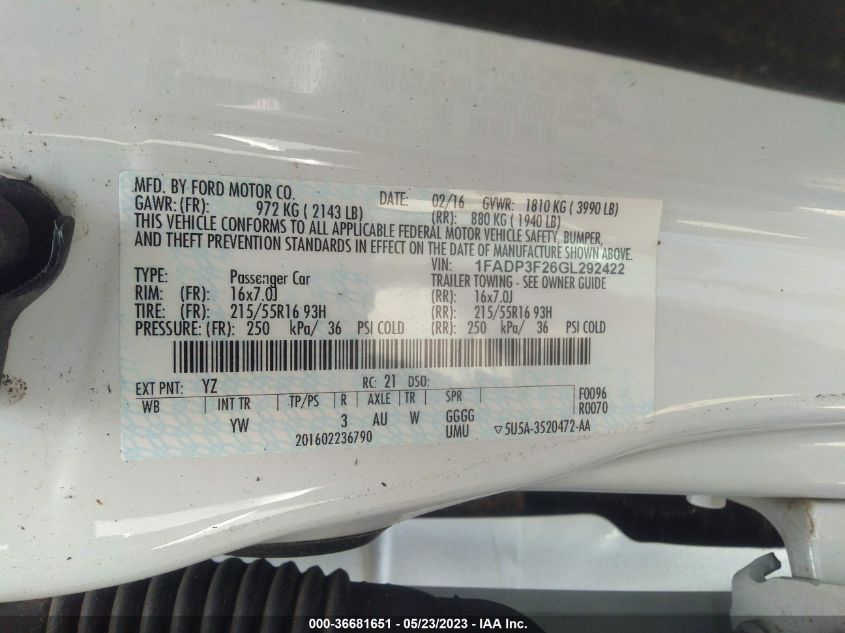 MFD. BY FORD MOTOR CO. DATE: 02/16 GVWR: 1810 KG ( 3990 LB)
GAWR: (FR): 972 KG ( 2143 LB) (RR): 880 KG ( 1940 LB)
THIS VEHICLE CONFORMS TO ALL APPLICABLE FEDERAL MOTOR VEHICLE SAFETY, BUMPER,
AND THEFT PREVENTION STANDARDS IN EFFECT ON THE DATE OF MANUFACTURE SHOWN ABOVE.
VIN: 1FADP3F26GL292422
TYPE: Passenger Car TRAILER TOWING - SEE OWNER GUIDE
RIM: (FR): 16x7.0J (RR): 16x7.0J
TIRE: (FR): 215/55R16 93H (RR): 215/55R16 93H
PRESSURE: (FR): 250 kPa/ 36 PSI COLD (RR): 250 kPa/ 36 PSI COLD
EXT PNT: YZ RC: 21 DSO:
WB INT TR TP/PS R AXLE TR SPR F0096
YW 3 AU W GGGG R0070
201602236790 UMU ▽5U5A-3520472-AA
000-36681651 - 05/23/2023 - IAA Inc.